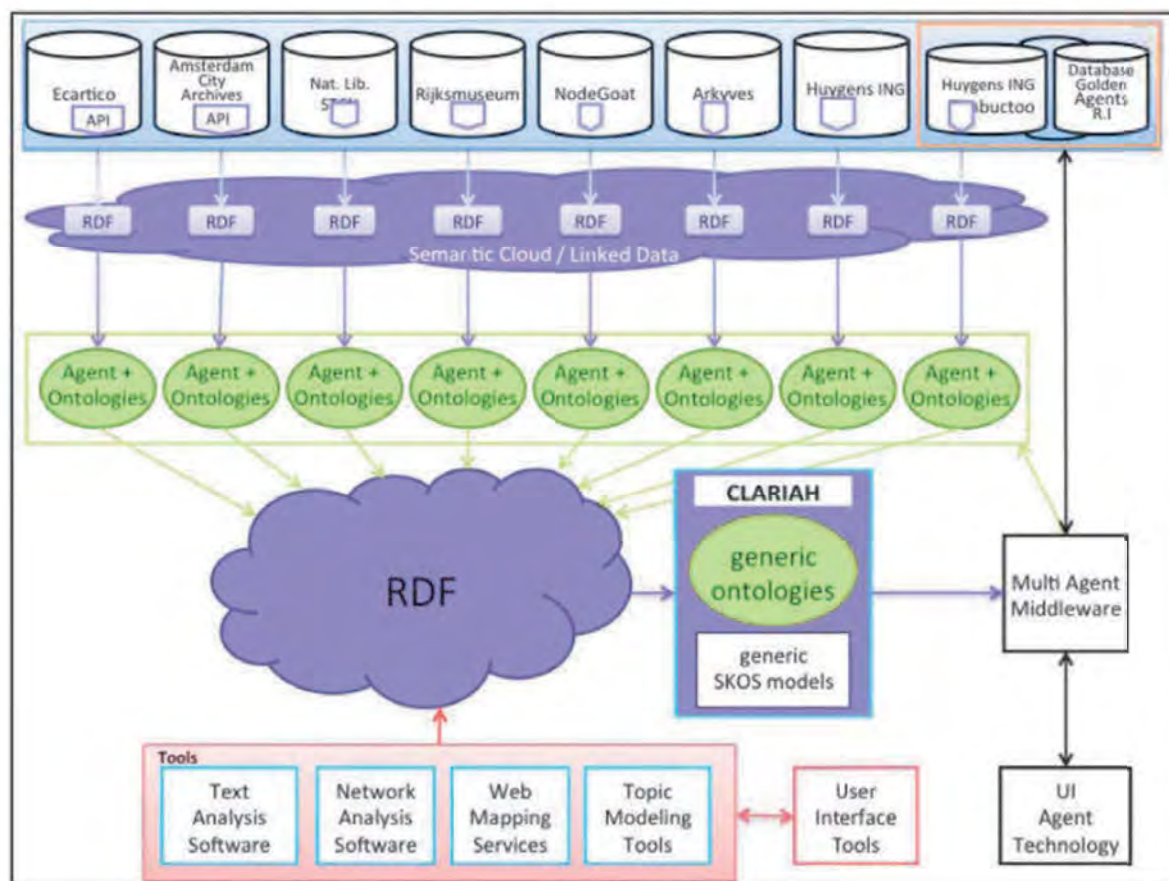 Ecartico
API
Amsterdam
City
Archives
API
Nat. Lib.
Rijksmuseum
NodeGoat
Arkyves
Huygens ING
Huygens ING
abuctoo
Database
Golden
Agents
R.I
RDF
RDF
RDF
RDF
RDF
RDF
RDF
RDF
Semantic Cloud / Linked Data
Agent +
Ontologies
Agent +
Ontologies
Agent +
Ontologies
Agent +
Ontologies
Agent +
Ontologies
Agent +
Ontologies
Agent +
Ontologies
Agent +
Ontologies
RDF
CLARIAH
generic
ontologies
generic
SKOS models
Multi Agent
Middleware
Tools
Text
Analysis
Software
Network
Analysis
Software
Web
Mapping
Services
Topic
Modeling
Tools
User
Interface
Tools
UI
Agent
Technology